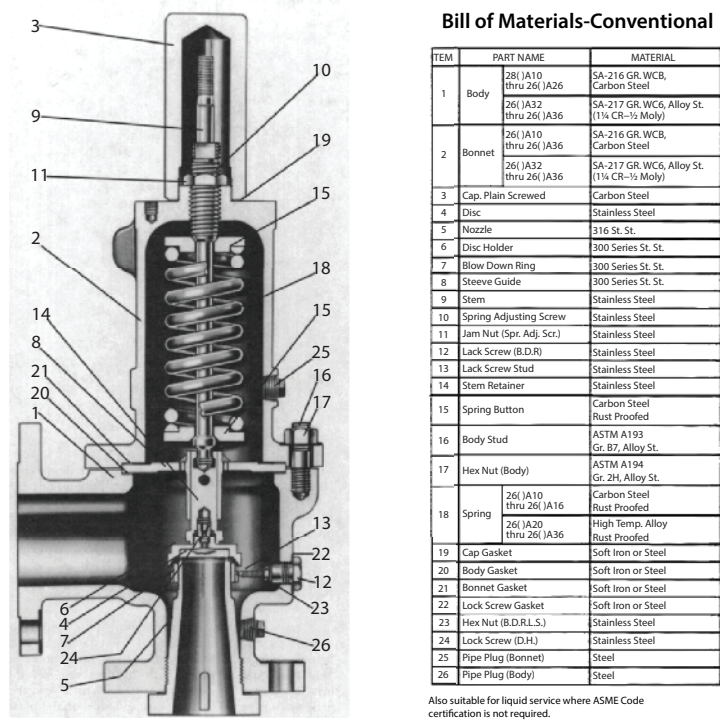 Bill of Materials-Conventional
3
10
9
19
11
15
2
18
14
15
8
25
21
16
20
17
1
13
22
6
12
4
23
7
24
26
5
ITEM PART NAME MATERIAL
1 Body 28( )A10 thru 26( )A26 SA-216 GR. WCB, Carbon Steel
26( )A32 thru 26( )A36 SA-217 GR. WC6, Alloy St. (1¼ CR–½ Moly)
2 Bonnet 26( )A10 thru 26( )A36 SA-216 GR. WCB, Carbon Steel
26( )A32 thru 26( )A36 SA-217 GR. WC6, Alloy St. (1¼ CR–½ Moly)
3 Cap. Plain Screwed Carbon Steel
4 Disc Stainless Steel
5 Nozzle 316 St. St.
6 Disc Holder 300 Series St. St.
7 Blow Down Ring 300 Series St. St.
8 Steeve Guide 300 Series St. St.
9 Stem Stainless Steel
10 Spring Adjusting Screw Stainless Steel
11 Jam Nut (Spr. Adj. Scr.) Stainless Steel
12 Lack Screw (B.D.R) Stainless Steel
13 Lack Screw Stud Stainless Steel
14 Stem Retainer Stainless Steel
15 Spring Button Carbon Steel Rust Proofed
16 Body Stud ASTM A193 Gr. B7, Alloy St.
17 Hex Nut (Body) ASTM A194 Gr. 2H, Alloy St.
18 Spring 26( )A10 thru 26( )A16 Carbon Steel Rust Proofed
26( )A20 thru 26( )A36 High Temp. Alloy Rust Proofed
19 Cap Gasket Soft Iron or Steel
20 Body Gasket Soft Iron or Steel
21 Bonnet Gasket Soft Iron or Steel
22 Lock Screw Gasket Soft Iron or Steel
23 Hex Nut (B.D.R.L.S.) Stainless Steel
24 Lock Screw (D.H.) Stainless Steel
25 Pipe Plug (Bonnet) Steel
26 Pipe Plug (Body) Steel
Also suitable for liquid service where ASME Code
certification is not required.